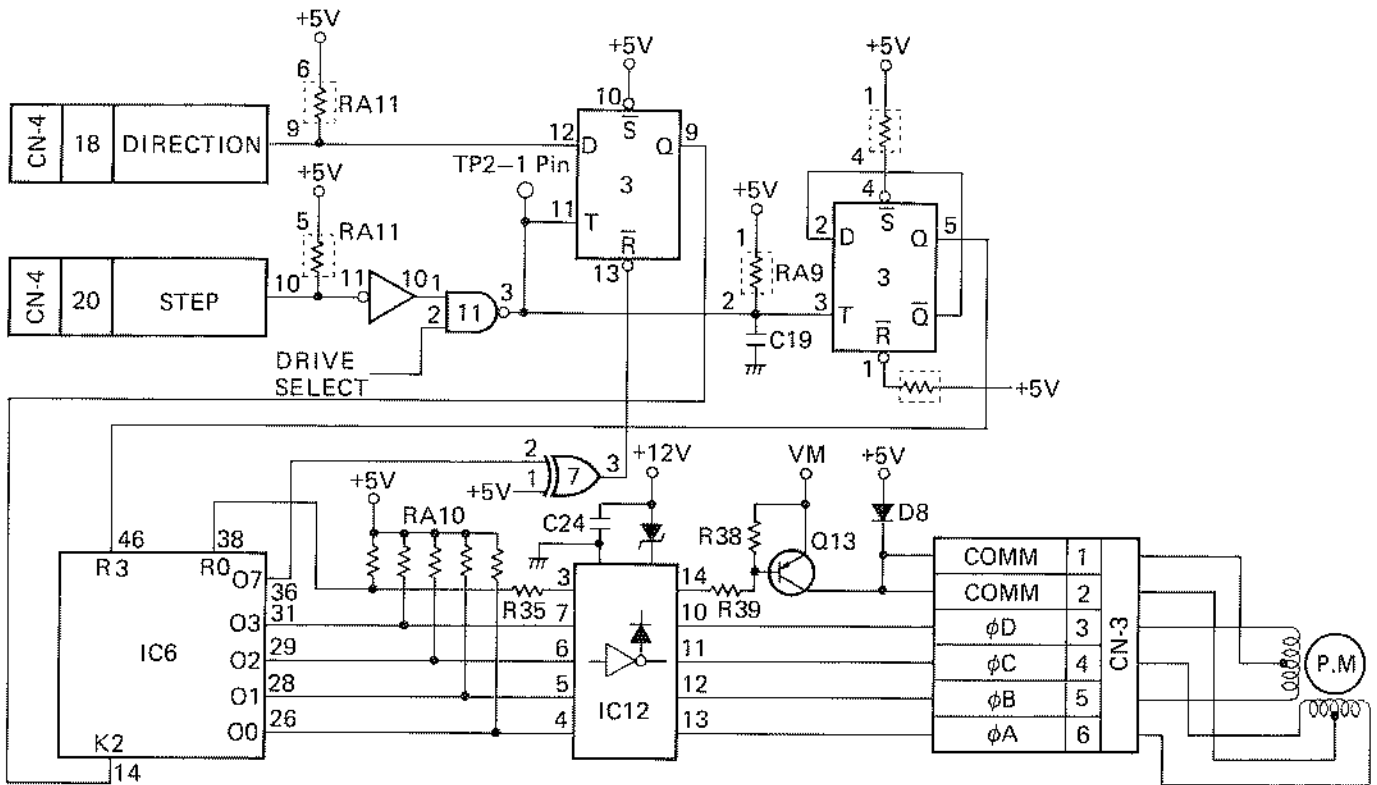 +5V
6
RA11
9
CN-4 18 DIRECTION
+5V
5
RA11
10
CN-4 20 STEP
11
10
1
2
11
3
DRIVE
SELECT
TP2-1 Pin
+5V
10
S
12 D Q 9
3
11 T
R
13
+5V
1
RA9
2
C19
+5V
1
4
4
S
2 D Q 5
3
3 T Q
R
1
+5V
2
1
+5V
7
3
+5V
RA10
+12V
C24
VM
R38
Q13
+5V
D8
46
38
R3
R0
O7
36
O3
31
O2
29
O1
28
O0
26
IC6
K2
14
R35
3
7
6
5
4
IC12
14
10
11
12
13
R39
COMM 1
COMM 2
φD 3
φC 4
φB 5
φA 6
CN-3
P.M